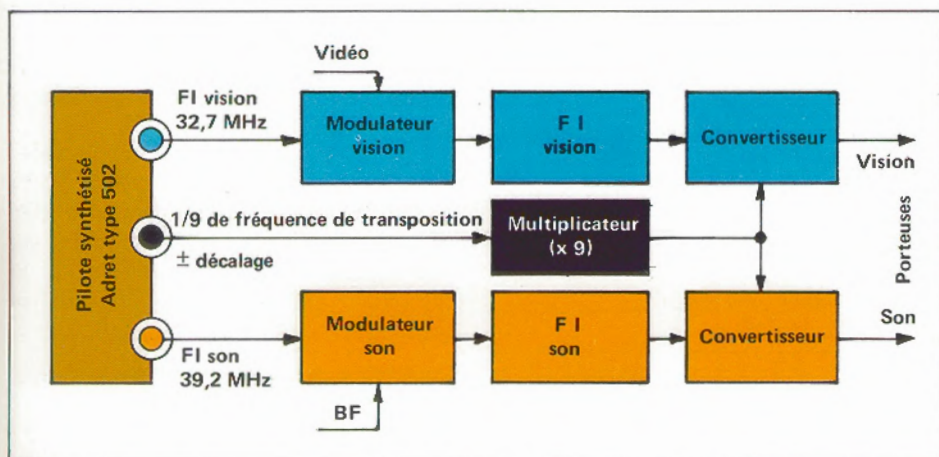 Vidéo
FI vision
32,7 MHz
Modulateur
vision
F I
vision
Convertisseur
Vision
Pilote synthétisé
Adret type 502
1/9 de fréquence de transposition
± décalage
Multiplicateur
(x 9)
Porteuses
FI son
39,2 MHz
Modulateur
son
F I
son
Convertisseur
Son
BF